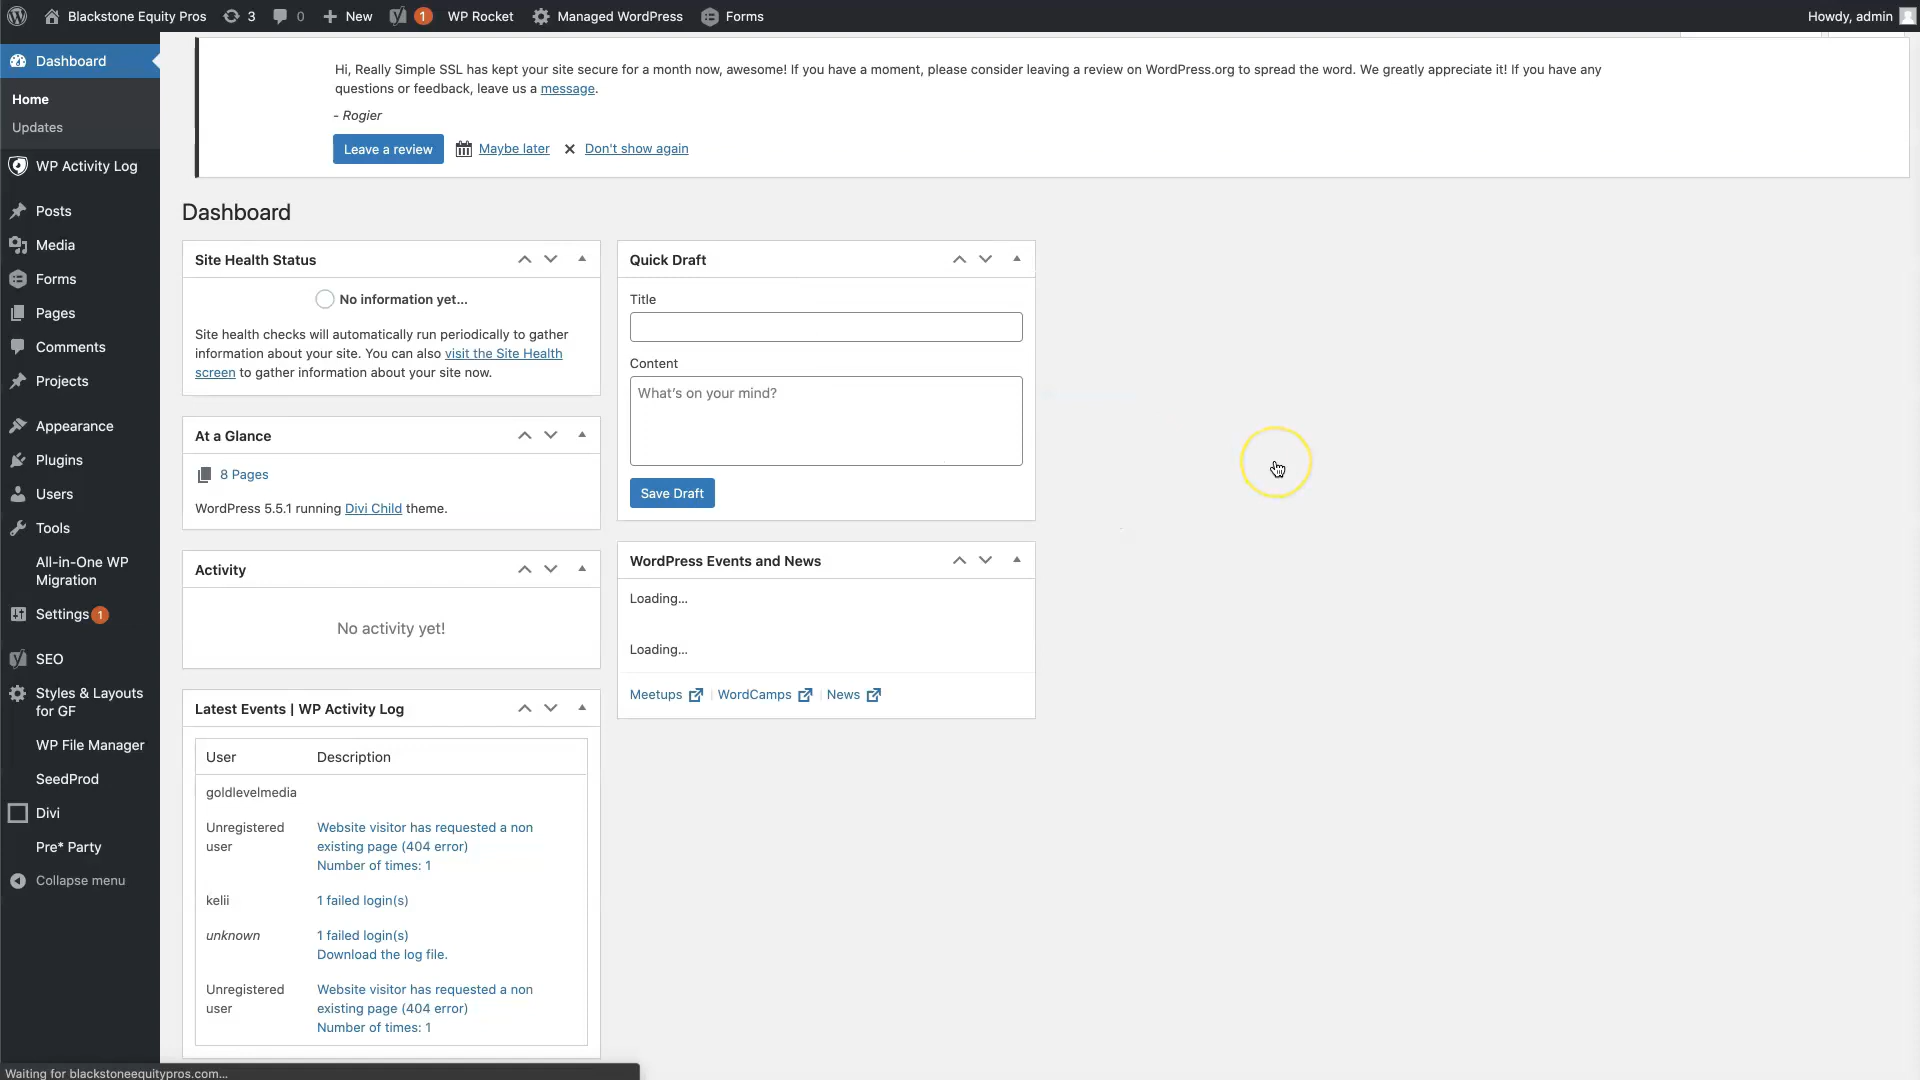 Blackstone Equity Pros 3 0 New 1 WP Rocket Managed WordPress Forms Howdy, admin
Dashboard
Home
Updates
WP Activity Log
Posts
Media
Forms
Pages
Comments
Projects
Appearance
Plugins
Users
Tools
All-in-One WP
Migration
Settings 1
SEO
Styles & Layouts
for GF
WP File Manager
SeedProd
Divi
Pre* Party
Collapse menu
Hi, Really Simple SSL has kept your site secure for a month now, awesome! If you have a moment, please consider leaving a review on WordPress.org to spread the word. We greatly appreciate it! If you have any
questions or feedback, leave us a message.
- Rogier
Leave a review Maybe later Don't show again
Dashboard
Site Health Status
No information yet...
Site health checks will automatically run periodically to gather
information about your site. You can also visit the Site Health
screen to gather information about your site now.
At a Glance
8 Pages
WordPress 5.5.1 running Divi Child theme.
Activity
No activity yet!
Latest Events | WP Activity Log
User Description
goldlevelmedia
Unregistered
user
Website visitor has requested a non
existing page (404 error)
Number of times: 1
kelii 1 failed login(s)
unknown 1 failed login(s)
Download the log file.
Unregistered
user
Website visitor has requested a non
existing page (404 error)
Number of times: 1
Quick Draft
Title
Content
What's on your mind?
Save Draft
WordPress Events and News
Loading...
Loading...
Meetups | WordCamps | News
Waiting for blackstoneequitypros.com...